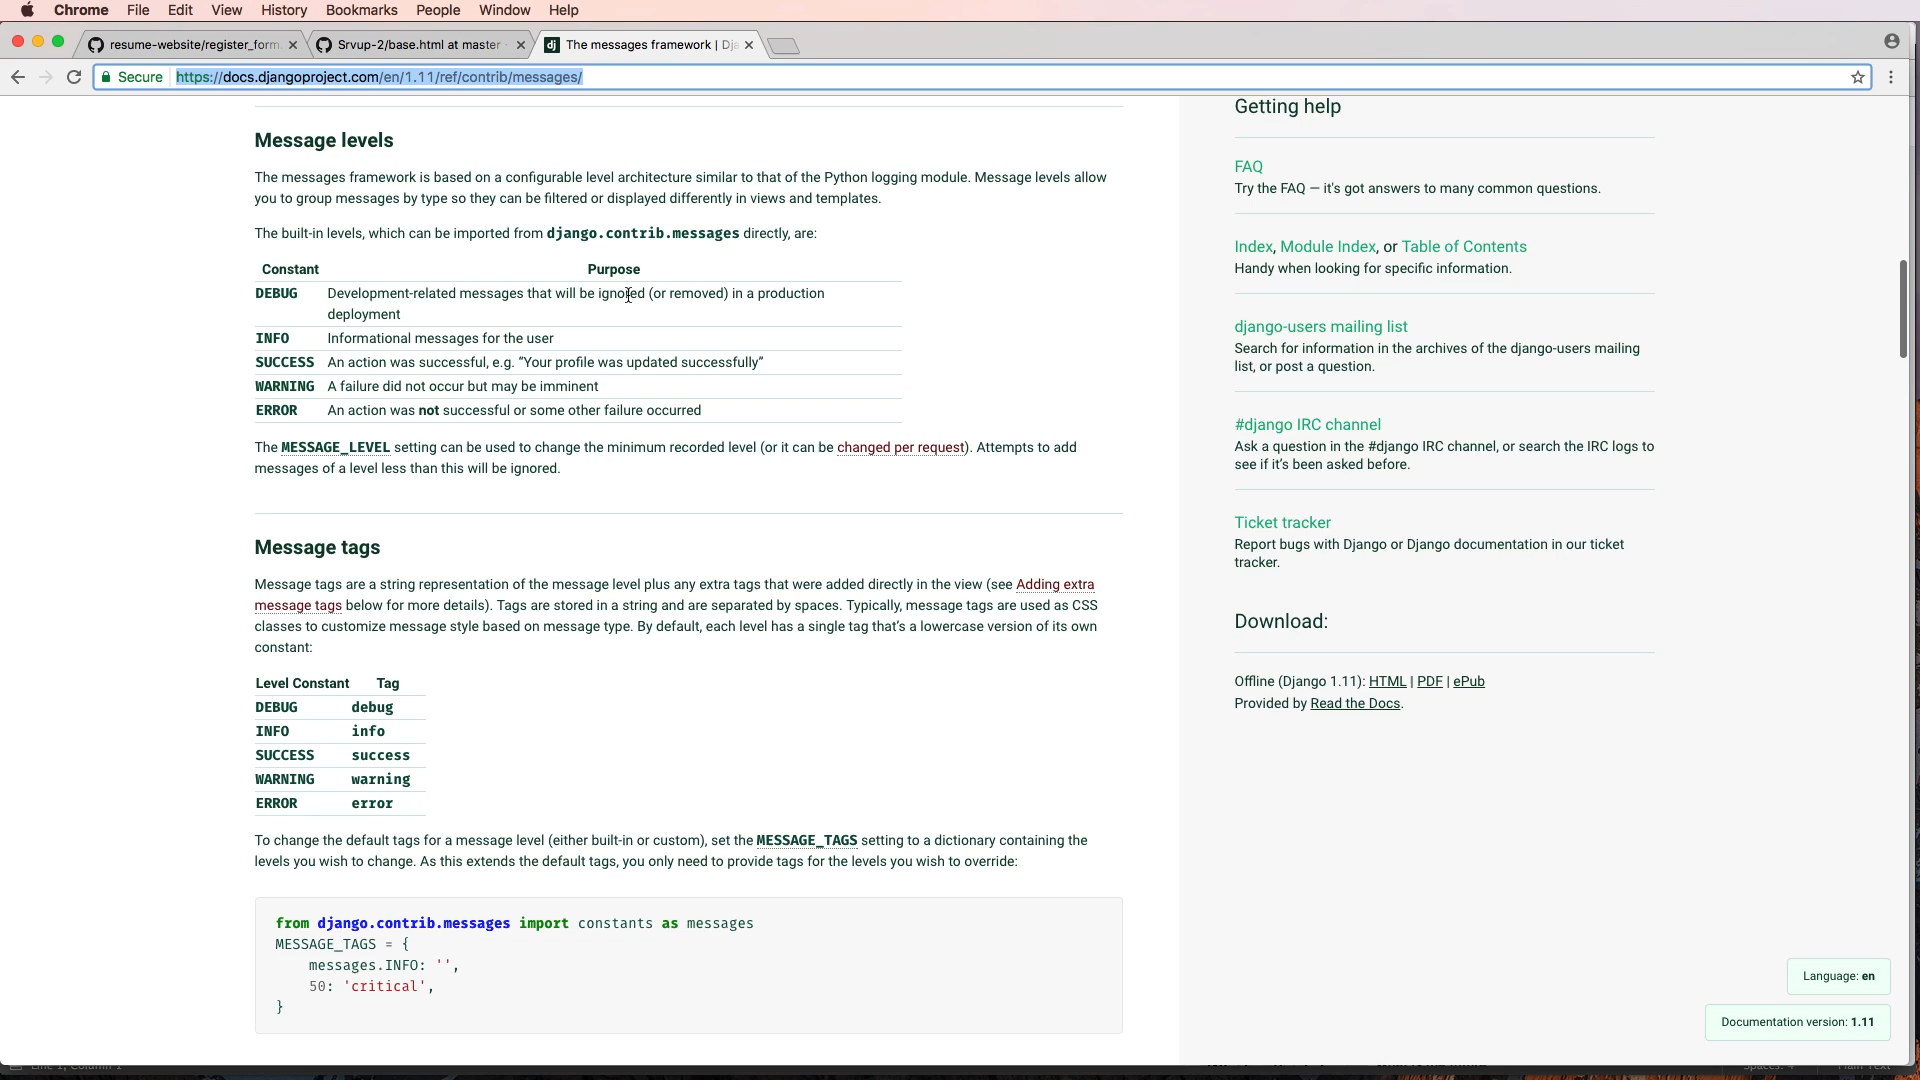 Chrome File Edit View History Bookmarks People Window Help
resume-website/register_form. Srvup-2/base.html at master The messages framework | Dja
Secure https://docs.djangoproject.com/en/1.11/ref/contrib/messages/
Message levels
The messages framework is based on a configurable level architecture similar to that of the Python logging module. Message levels allow
you to group messages by type so they can be filtered or displayed differently in views and templates.
The built-in levels, which can be imported from django.contrib.messages directly, are:
Constant Purpose
DEBUG Development-related messages that will be ignored (or removed) in a production
deployment
INFO Informational messages for the user
SUCCESS An action was successful, e.g. “Your profile was updated successfully”
WARNING A failure did not occur but may be imminent
ERROR An action was not successful or some other failure occurred
The MESSAGE_LEVEL setting can be used to change the minimum recorded level (or it can be changed per request). Attempts to add
messages of a level less than this will be ignored.
Message tags
Message tags are a string representation of the message level plus any extra tags that were added directly in the view (see Adding extra
message tags below for more details). Tags are stored in a string and are separated by spaces. Typically, message tags are used as CSS
classes to customize message style based on message type. By default, each level has a single tag that’s a lowercase version of its own
constant:
Level Constant Tag
DEBUG debug
INFO info
SUCCESS success
WARNING warning
ERROR error
To change the default tags for a message level (either built-in or custom), set the MESSAGE_TAGS setting to a dictionary containing the
levels you wish to change. As this extends the default tags, you only need to provide tags for the levels you wish to override:
from django.contrib.messages import constants as messages
MESSAGE_TAGS = {
messages.INFO: '',
50: 'critical',
}
Getting help
FAQ
Try the FAQ — it's got answers to many common questions.
Index, Module Index, or Table of Contents
Handy when looking for specific information.
django-users mailing list
Search for information in the archives of the django-users mailing
list, or post a question.
#django IRC channel
Ask a question in the #django IRC channel, or search the IRC logs to
see if it’s been asked before.
Ticket tracker
Report bugs with Django or Django documentation in our ticket
tracker.
Download:
Offline (Django 1.11): HTML | PDF | ePub
Provided by Read the Docs.
Language: en
Documentation version: 1.11
Line 1, Column 1 Spaces: 4 Plain Text